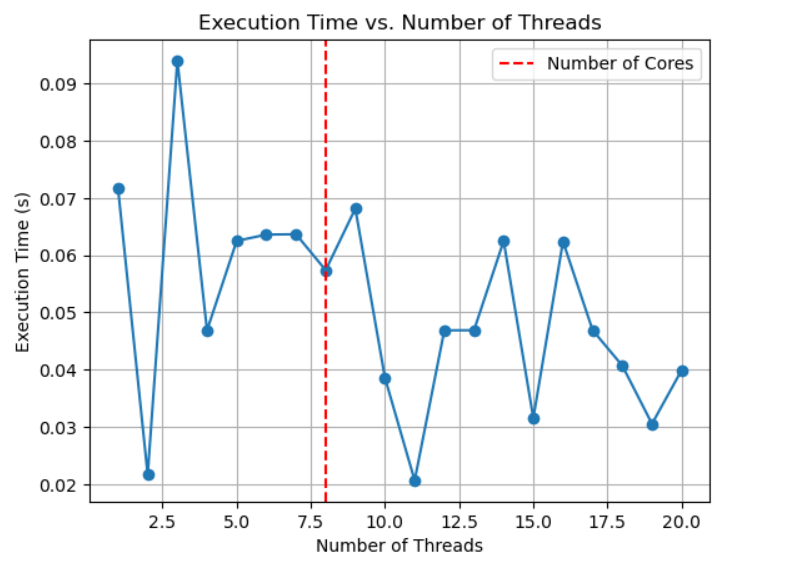 Execution Time vs. Number of Threads
Number of Cores
Execution Time (s)
0.09
0.08
0.07
0.06
0.05
0.04
0.03
0.02
2.5 5.0 7.5 10.0 12.5 15.0 17.5 20.0
Number of Threads